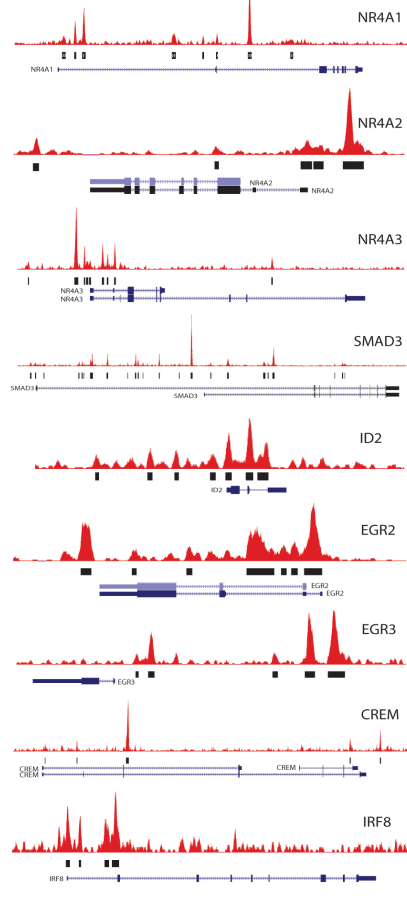 NR4A1
NR4A1
NR4A2
NR4A2
NR4A2
NR4A3
NR4A3
NR4A3
SMAD3
SMAD3
SMAD3
ID2
ID2
EGR2
EGR2
EGR2
EGR3
EGR3
CREM
CREM
CREM
CREM
IRF8
IRF8